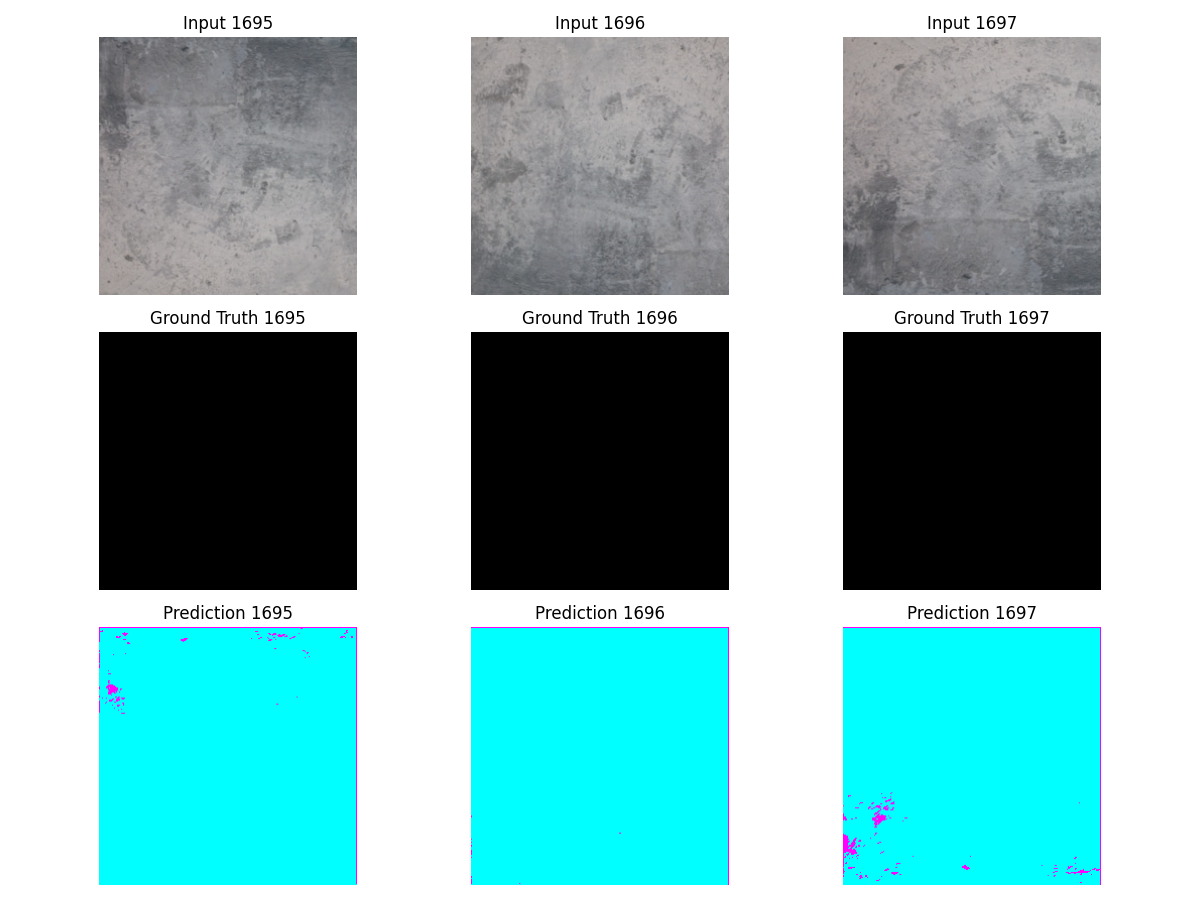 Input 1695
Input 1696
Input 1697
Ground Truth 1695
Ground Truth 1696
Ground Truth 1697
Prediction 1695
Prediction 1696
Prediction 1697